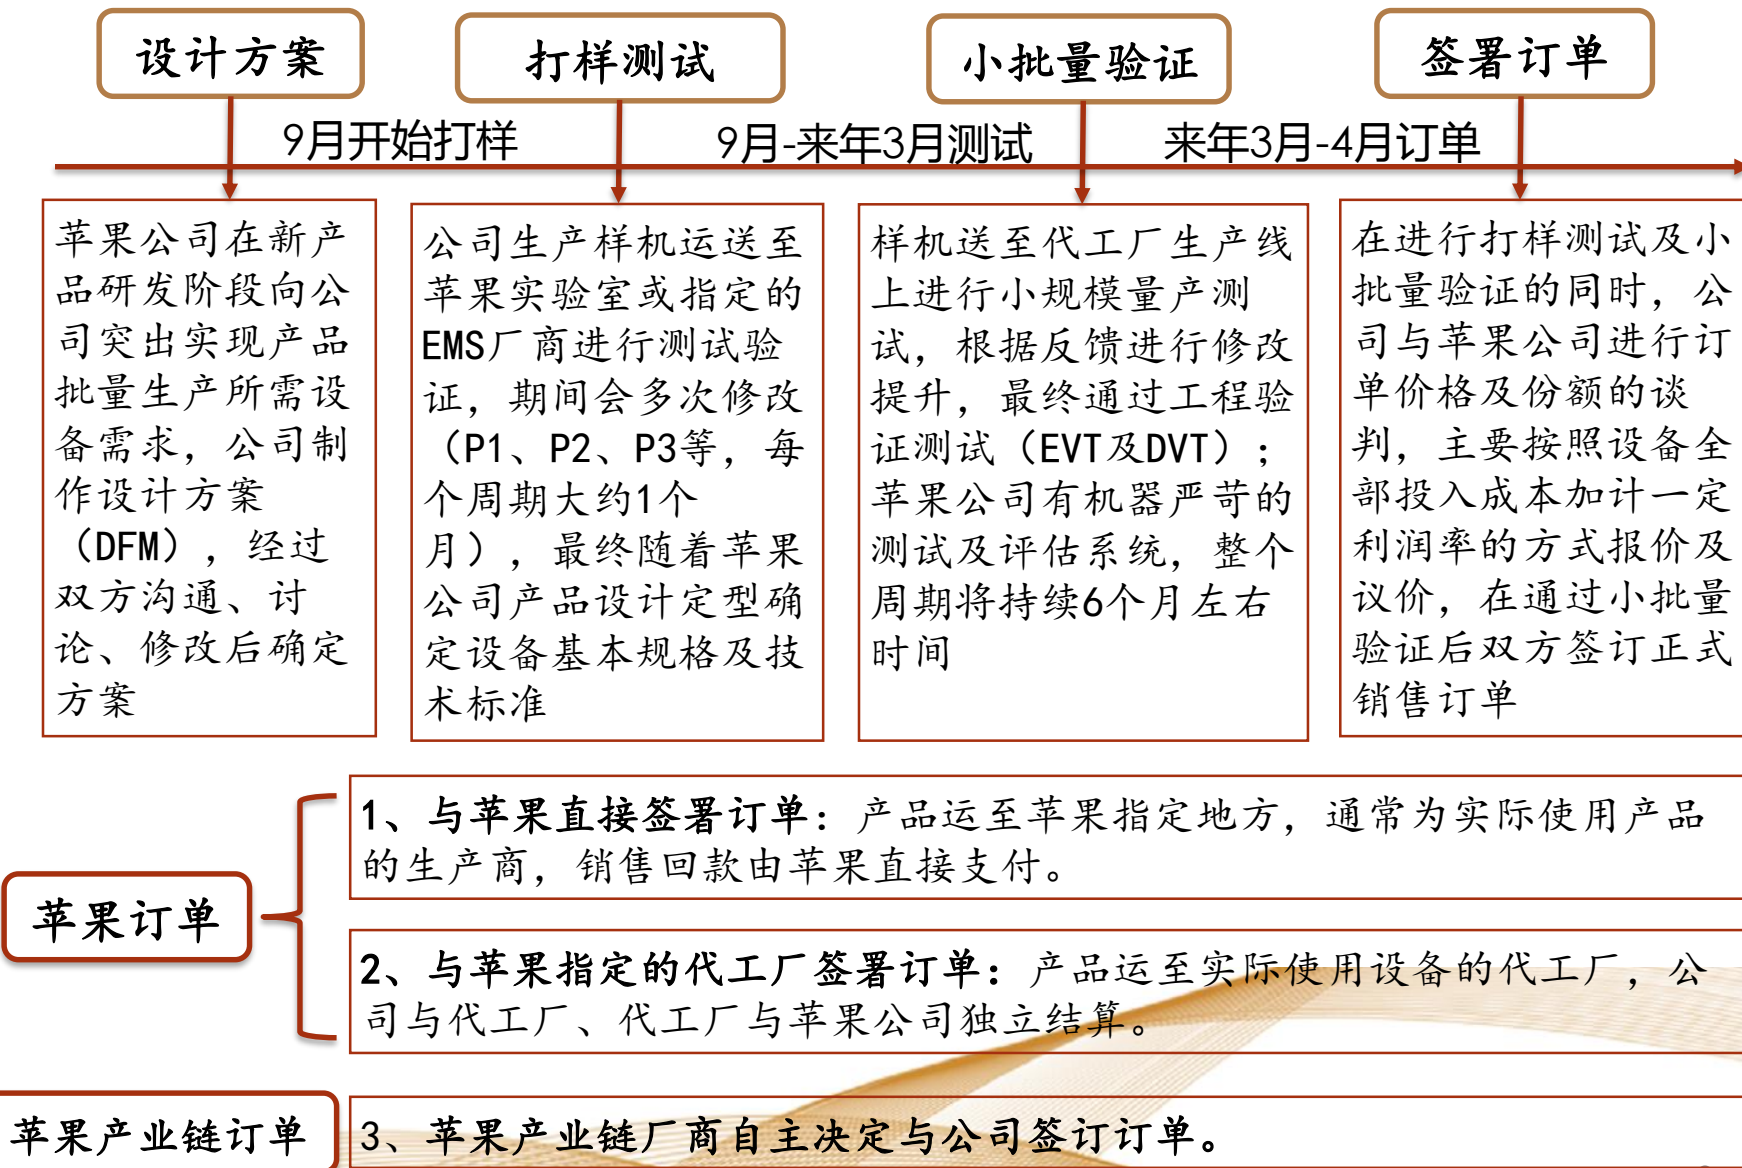 设计方案
打样测试
小批量验证
签署订单
9月开始打样
9月-来年3月测试
来年3月-4月订单
苹果公司在新产
品研发阶段向公
司突出实现产品
批量生产所需设
备需求，公司制
作设计方案
（DFM），经过
双方沟通、讨
论、修改后确定
方案
公司生产样机运送至
苹果实验室或指定的
EMS厂商进行测试验
证，期间会多次修改
（P1、P2、P3等，每
个周期大约1个
月），最终随着苹果
公司产品设计定型确
定设备基本规格及技
术标准
样机送至代工厂生产线
上进行小规模量产测
试，根据反馈进行修改
提升，最终通过工程验
证测试（EVT及DVT）；
苹果公司有机器严苛的
测试及评估系统，整个
周期将持续6个月左右
时间
在进行打样测试及小
批量验证的同时，公
司与苹果公司进行订
单价格及份额的谈
判，主要按照设备全
部投入成本加计一定
利润率的方式报价及
议价，在通过小批量
验证后双方签订正式
销售订单
苹果订单
1、与苹果直接签署订单：产品运至苹果指定地方，通常为实际使用产品
的生产商，销售回款由苹果直接支付。
2、与苹果指定的代工厂签署订单：产品运至实际使用设备的代工厂，公
司与代工厂、代工厂与苹果公司独立结算。
苹果产业链订单
3、苹果产业链厂商自主决定与公司签订订单。